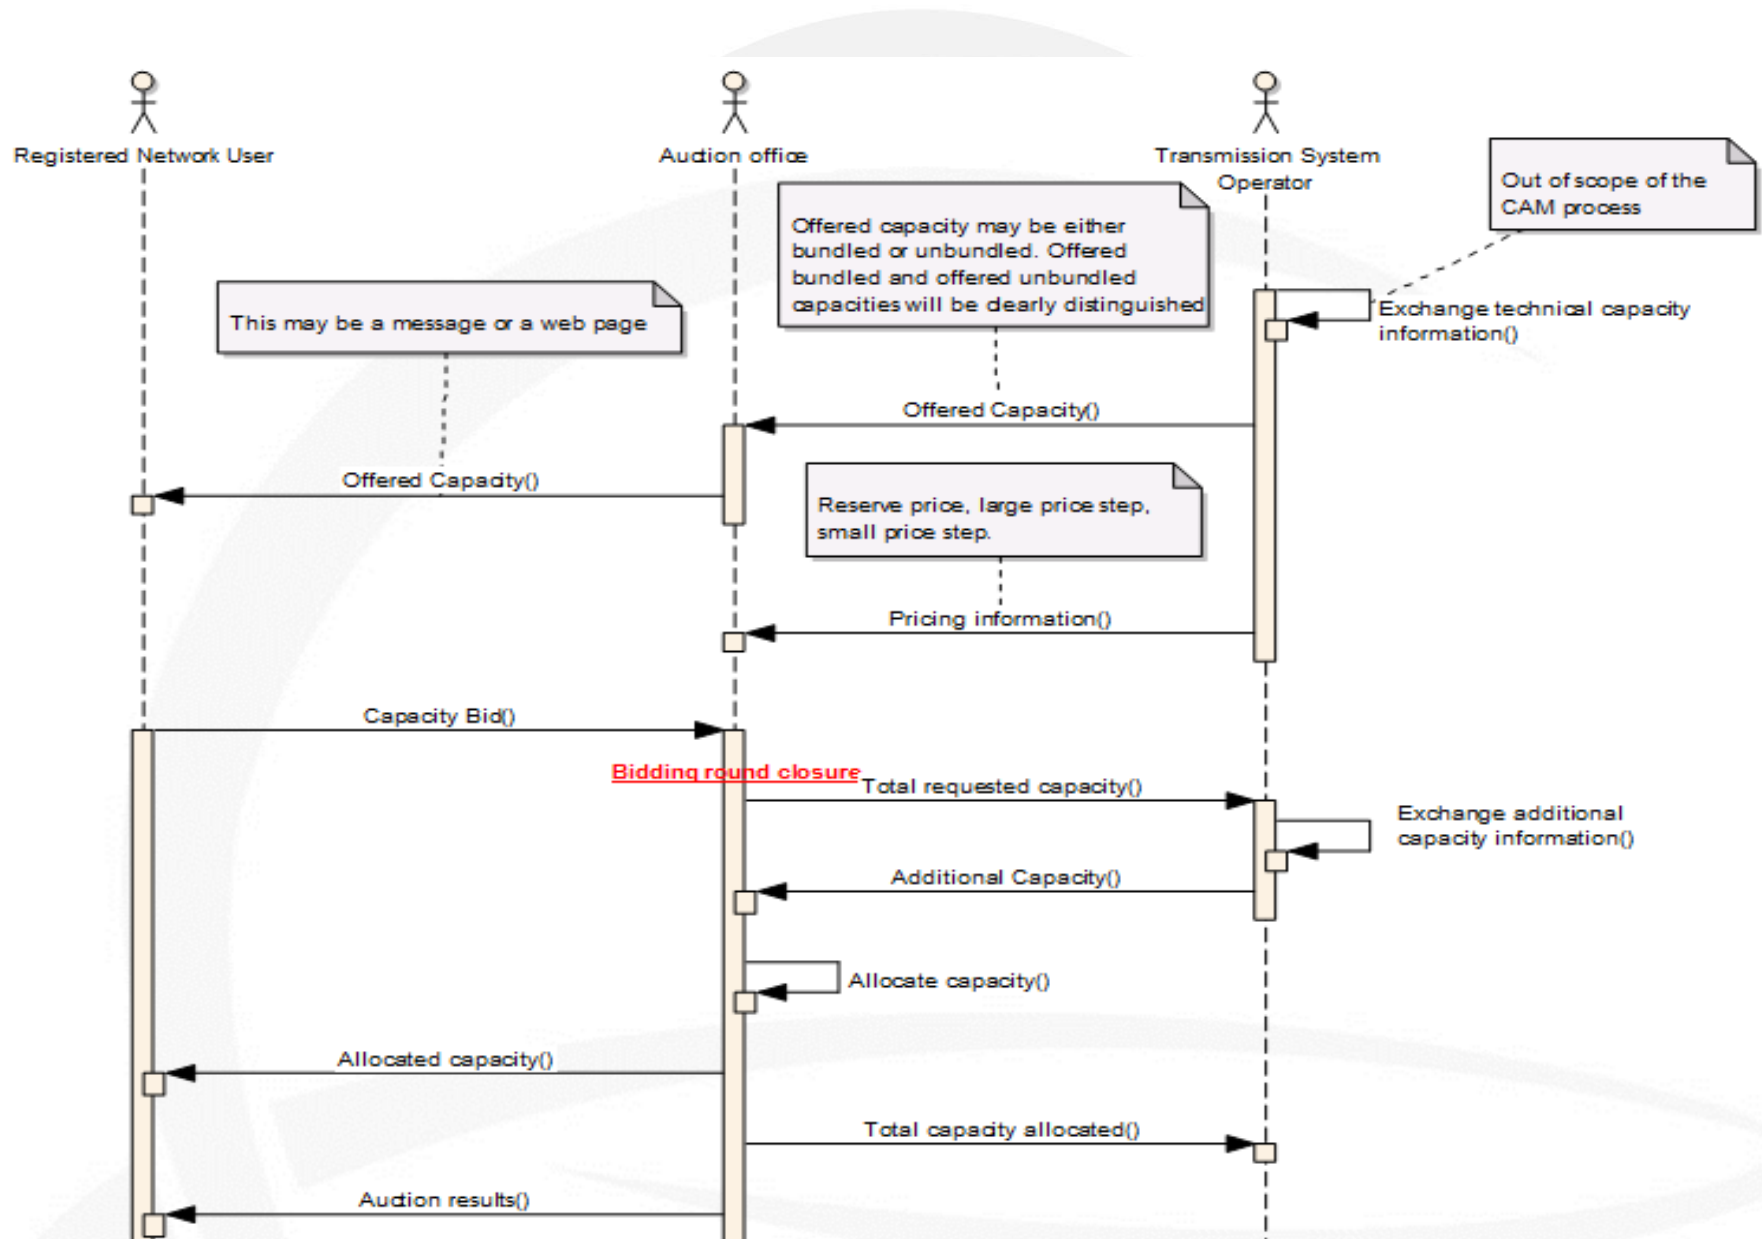 Registered Network User
Auction office
Transmission System
Operator
Out of scope of the
CAM process
Offered capacity may be either
bundled or unbundled. Offered
bundled and offered unbundled
capacities will be clearly distinguished
This may be a message or a web page
Exchange technical capacity
information()
Offered Capacity()
Offered Capacity()
Reserve price, large price step,
small price step.
Pricing information()
Capacity Bid()
Bidding round closure
Total requested capacity()
Exchange additional
capacity information()
Additional Capacity()
Allocate capacity()
Allocated capacity()
Total capacity allocated()
Auction results()